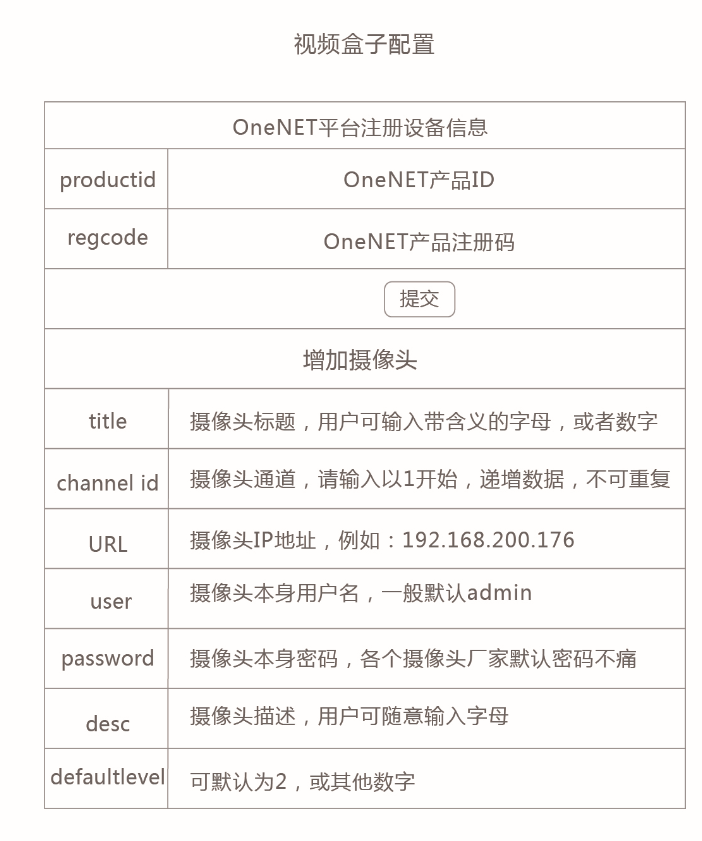 视频盒子配置
OneNET平台注册设备信息
productid OneNET产品ID
regcode OneNET产品注册码
提交
增加摄像头
title 摄像头标题，用户可输入带含义的字母，或者数字
channel id 摄像头通道，请输入以1开始，递增数据，不可重复
URL 摄像头IP地址，例如：192.168.200.176
user 摄像头本身用户名，一般默认admin
password 摄像头本身密码，各个摄像头厂家默认密码不痛
desc 摄像头描述，用户可随意输入字母
defaultlevel 可默认为2，或其他数字